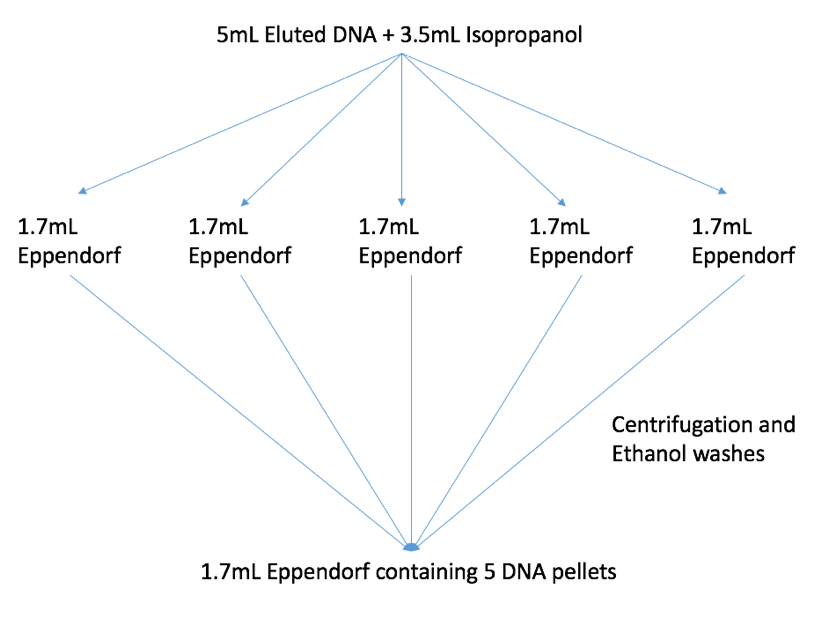 5mL Eluted DNA + 3.5mL Isopropanol
1.7mL
Eppendorf
1.7mL
Eppendorf
1.7mL
Eppendorf
1.7mL
Eppendorf
1.7mL
Eppendorf
Centrifugation and
Ethanol washes
1.7mL Eppendorf containing 5 DNA pellets